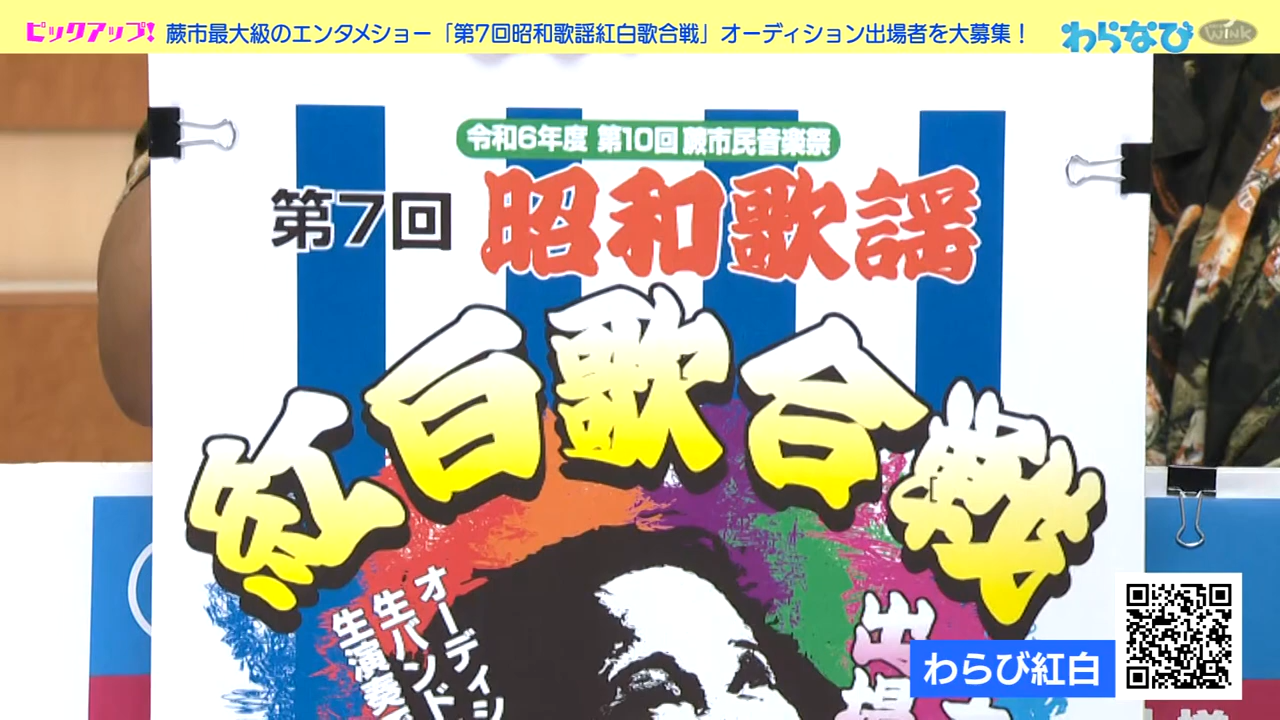 ピックアップ! 蕨市最大級のエンタメショー「第7回昭和歌謡紅白歌合戦」オーディション出場者を大募集! わらなび WINK
令和6年度 第10回 蕨市民音楽祭
第7回 昭和歌謡
紅白歌合戦
オーディシ
生バンド
生演奏
出場
わらび紅白